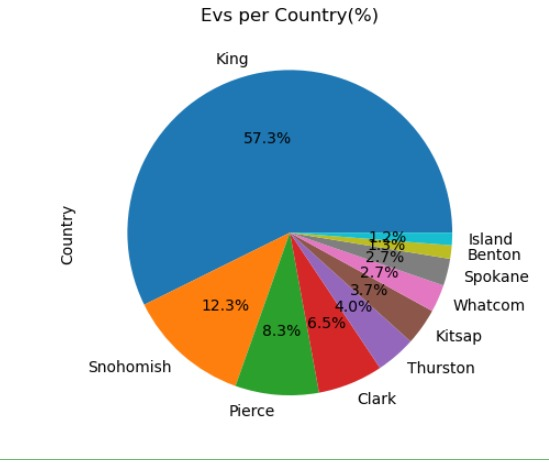 Evs per Country(%)
King
57.3%
Country
1.2%
Island
1.3%
Benton
2.7%
Spokane
2.7%
Whatcom
3.7%
Kitsap
4.0%
Thurston
6.5%
Clark
8.3%
Pierce
12.3%
Snohomish